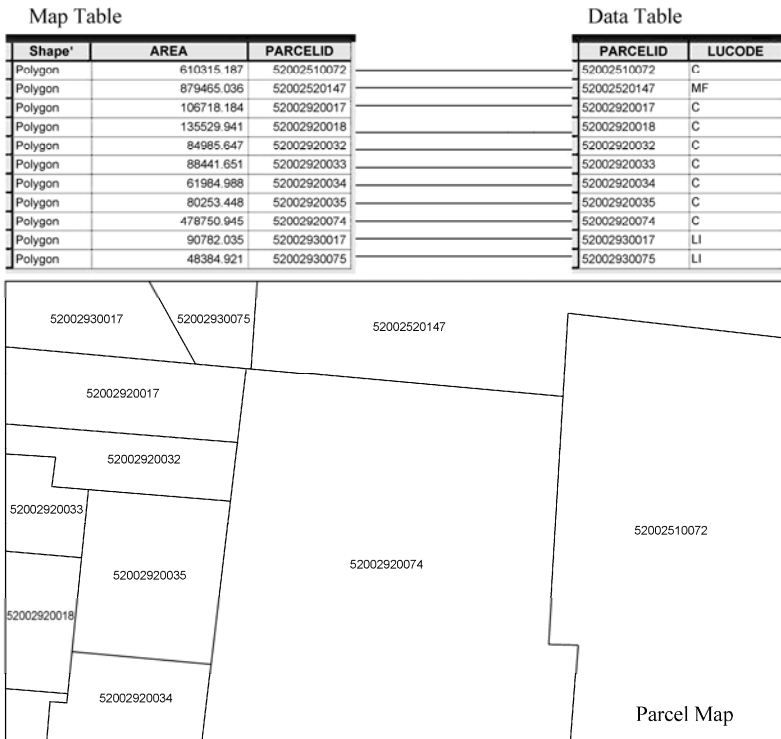 Map Table
Data Table
Shape' AREA PARCELID
Polygon 610315.187 52002510072
Polygon 879465.036 52002520147
Polygon 106718.184 52002920017
Polygon 135529.941 52002920018
Polygon 84985.647 52002920032
Polygon 88441.651 52002920033
Polygon 61984.988 52002920034
Polygon 80253.448 52002920035
Polygon 478750.945 52002920074
Polygon 90782.035 52002930017
Polygon 48384.921 52002930075
PARCELID LUCODE
52002510072 C
52002520147 MF
52002920017 C
52002920018 C
52002920032 C
52002920033 C
52002920034 C
52002920035 C
52002920074 C
52002930017 LI
52002930075 LI
52002930017
52002930075
52002520147
52002920017
52002920032
52002920033
52002510072
52002920074
52002920035
52002920018
52002920034
Parcel Map